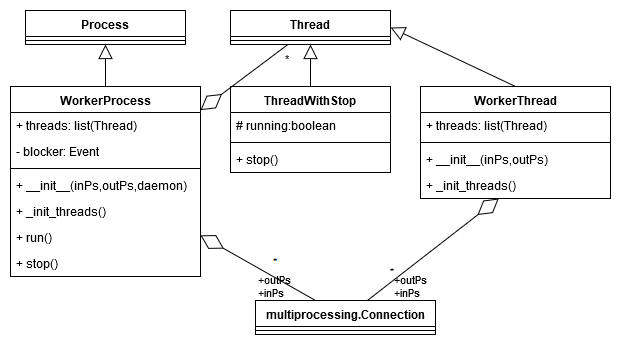 Process
Thread
*
WorkerProcess
+ threads: list(Thread)
- blocker: Event
+ __init__(inPs,outPs,daemon)
+ _init_threads()
+ run()
+ stop()
ThreadWithStop
# running:boolean
+ stop()
WorkerThread
+ threads: list(Thread)
+ __init__(inPs,outPs)
+ _init_threads()
*
+outPs
+inPs
*
+outPs
+inPs
multiprocessing.Connection